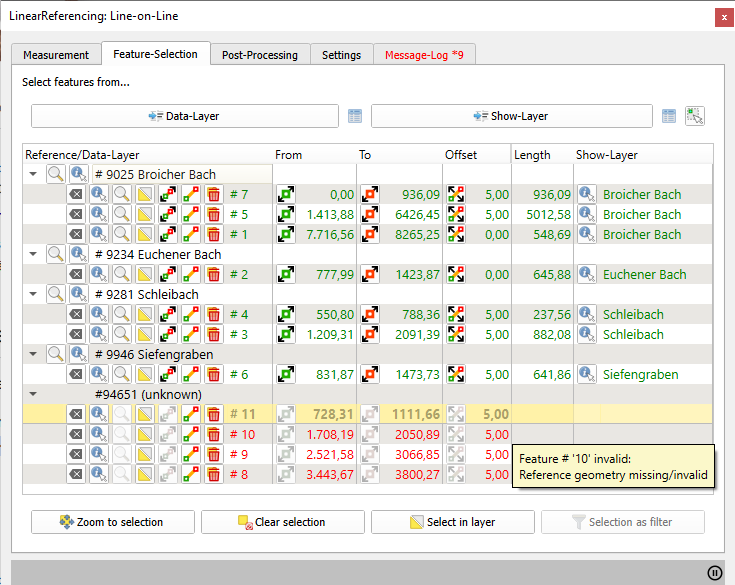 LinearReferencing: Line-on-Line
x
Measurement Feature-Selection Post-Processing Settings Message-Log *9
Select features from...
Data-Layer Show-Layer
Reference/Data-Layer From To Offset Length Show-Layer
# 9025 Broicher Bach
# 7 0,00 936,09 5,00 936,09 Broicher Bach
# 5 1.413,88 6426,45 5,00 5012,58 Broicher Bach
# 1 7.716,56 8265,25 5,00 548,69 Broicher Bach
# 9234 Euchener Bach
# 2 777,99 1423,87 0,00 645,88 Euchener Bach
# 9281 Schleibach
# 4 550,80 788,36 5,00 237,56 Schleibach
# 3 1.209,31 2091,39 5,00 882,08 Schleibach
# 9946 Siefengraben
# 6 831,87 1473,73 5,00 641,86 Siefengraben
#94651 (unknown)
# 11 728,31 1111,66 5,00
# 10 1.708,19 2050,89 5,00
# 9 2.521,58 3066,85 5,00
# 8 3.443,67 3800,27 5,00
Feature # '10' invalid:
Reference geometry missing/invalid
Zoom to selection Clear selection Select in layer Selection as filter